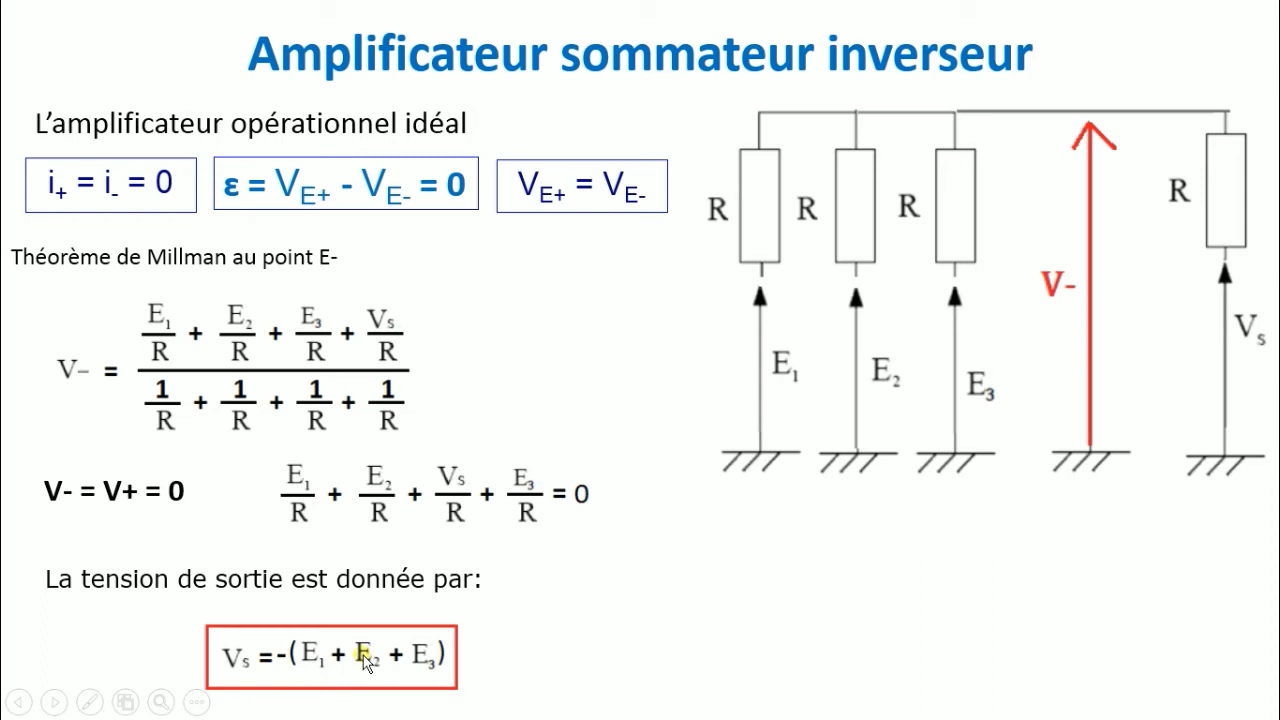 Amplificateur sommateur inverseur
L'amplificateur opérationnel idéal
i+ = i- = 0
ε = VE+ - VE- = 0
VE+ = VE-
Théorème de Millman au point E-
V- = (E1/R + E2/R + E3/R + Vs/R) / (1/R + 1/R + 1/R + 1/R)
V- = V+ = 0
E1/R + E2/R + Vs/R + E3/R = 0
La tension de sortie est donnée par:
Vs = -(E1 + E2 + E3)
R R R R
V-
E1 E2 E3 Vs